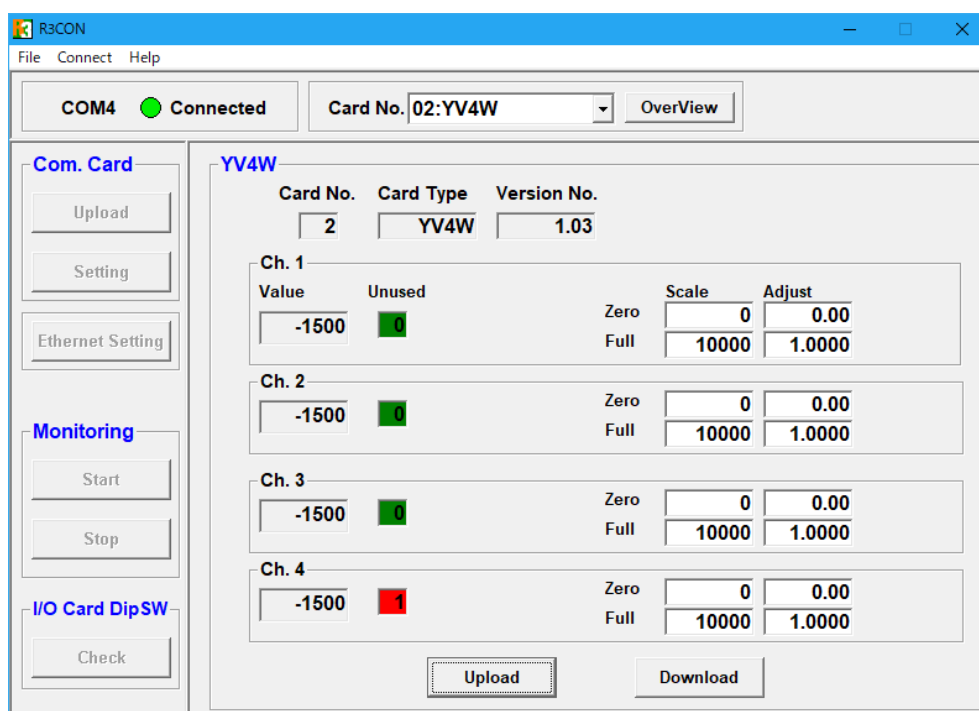 R3CON
File Connect Help
COM4 Connected Card No. 02:YV4W OverView
Com. Card
Upload
Setting
Ethernet Setting
Monitoring
Start
Stop
I/O Card DipSW
Check
YV4W
Card No. Card Type Version No.
2 YV4W 1.03
Ch. 1
Value Unused Scale Adjust
-1500 0 Zero 0 0.00
Full 10000 1.0000
Ch. 2
-1500 0 Zero 0 0.00
Full 10000 1.0000
Ch. 3
-1500 0 Zero 0 0.00
Full 10000 1.0000
Ch. 4
-1500 1 Zero 0 0.00
Full 10000 1.0000
Upload Download